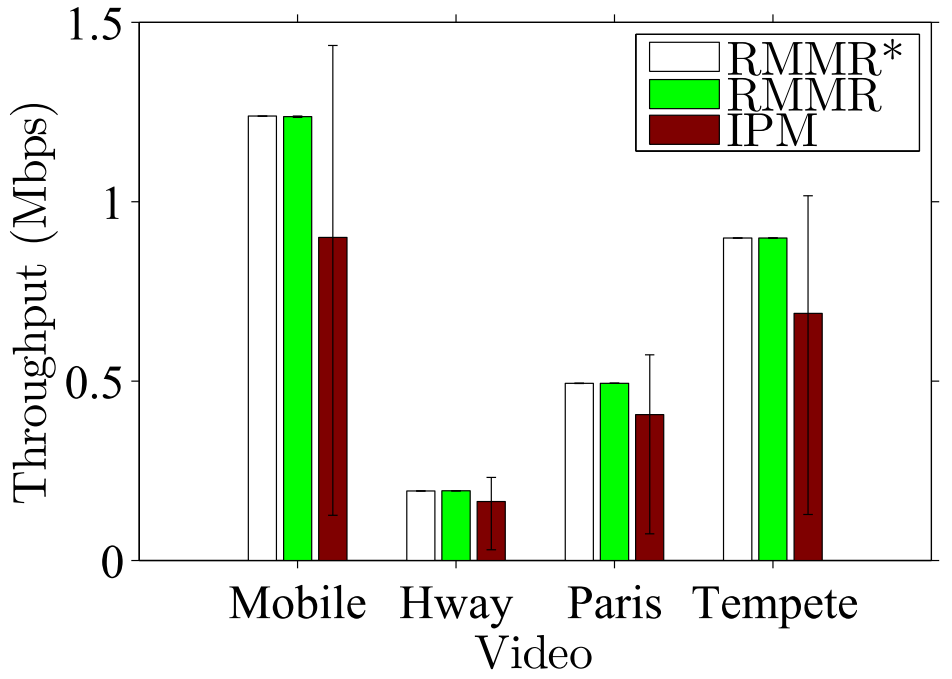 Throughput (Mbps)
1.5
1
0.5
0
RMMR*
RMMR
IPM
Mobile Hway Paris Tempete
Video